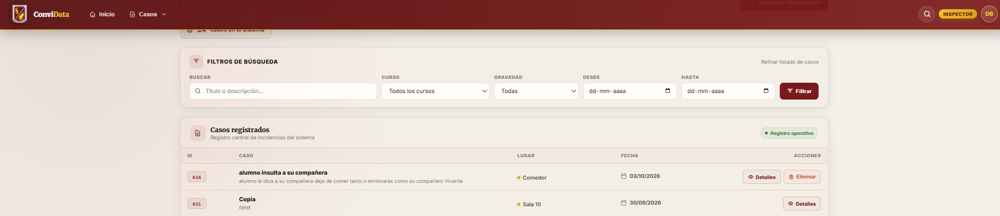 ConviData
Inicio
Casos
INSPECTOR
OS
Registrar nuevo caso
24 casos en el sistema
FILTROS DE BÚSQUEDA
Refinar listado de casos
BUSCAR
CURSO
GRAVEDAD
DESDE
HASTA
Título o descripción...
Todos los cursos
Todas
dd-mm-aaaa
dd-mm-aaaa
Filtrar
Casos registrados
Registro central de incidencias del sistema
Registro operativo
ID
CASO
LUGAR
FECHA
ACCIONES
#34
alumno insulta a su compañera
alumno le dice a su compañera deja de comer tanto o terminaras como su compañero Vicente
Comedor
03/10/2026
Detalles
Eliminar
#31
Copia
fdfdf
Sala 10
30/09/2026
Detalles